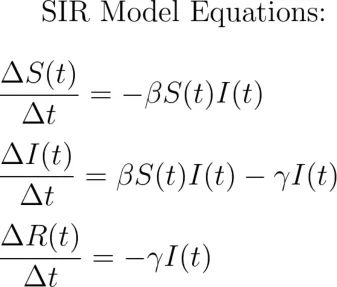 SIR Model Equations:
ΔS(t)/Δt = −βS(t)I(t)
ΔI(t)/Δt = βS(t)I(t) − γI(t)
ΔR(t)/Δt = −γI(t)